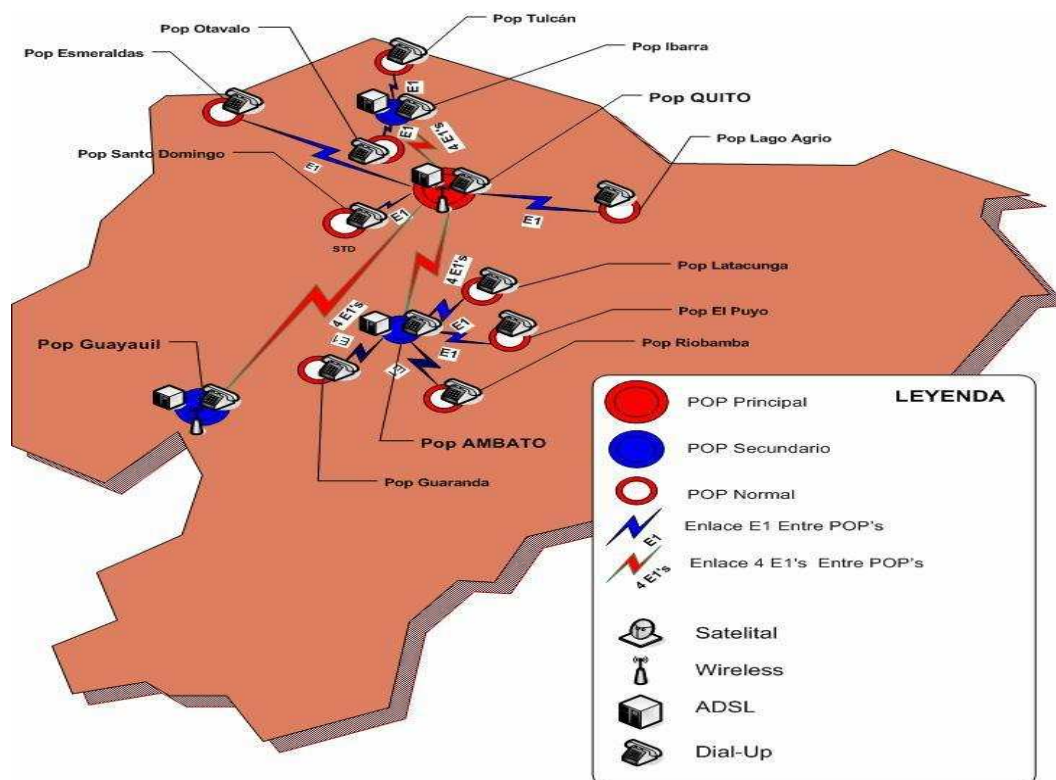 Pop Tulcán
Pop Otavalo
Pop Ibarra
Pop Esmeraldas
E1
Pop QUITO
4 E1's
E1
Pop Lago Agrio
Pop Santo Domingo
E1
E1
E1
STD
4 E1's
Pop Latacunga
4 E1's
E1
Pop El Puyo
E1
E1
Pop Riobamba
Pop Guayauil
E1
LEYENDA
POP Principal
Pop AMBATO
POP Secundario
Pop Guaranda
POP Normal
Enlace E1 Entre POP's
E1
Enlace 4 E1's Entre POP's
4 E1's
Satelital
Wireless
ADSL
Dial-Up